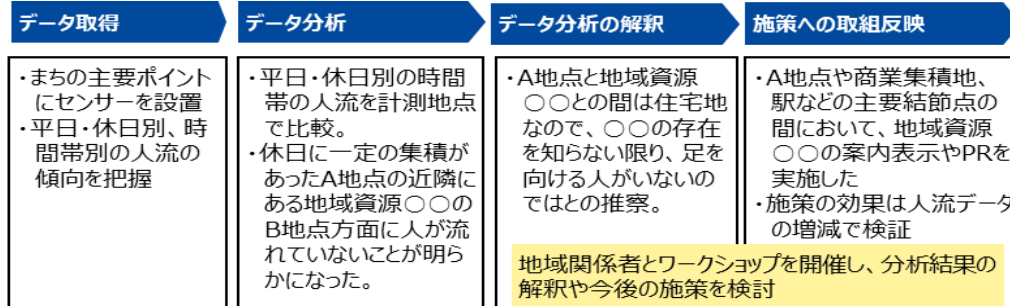 データ取得
・まちの主要ポイント
にセンサーを設置
・平日・休日別、時
間帯別の人流の
傾向を把握
データ分析
・平日・休日別の時間
帯の人流を計測地点
で比較。
・休日に一定の集積が
あったA地点の近隣に
ある地域資源○○の
B地点方面に人が流
れていないことが明ら
かになった。
データ分析の解釈
・A地点と地域資源
○○との間は住宅地
なので、○○の存在
を知らない限り、足を
向ける人がいないの
ではとの推察。
施策への取組反映
・A地点や商業集積地、
駅などの主要結節点の
間において、地域資源
○○の案内表示やPRを
実施した
・施策の効果は人流データ
の増減で検証
地域関係者とワークショップを開催し、分析結果の
解釈や今後の施策を検討